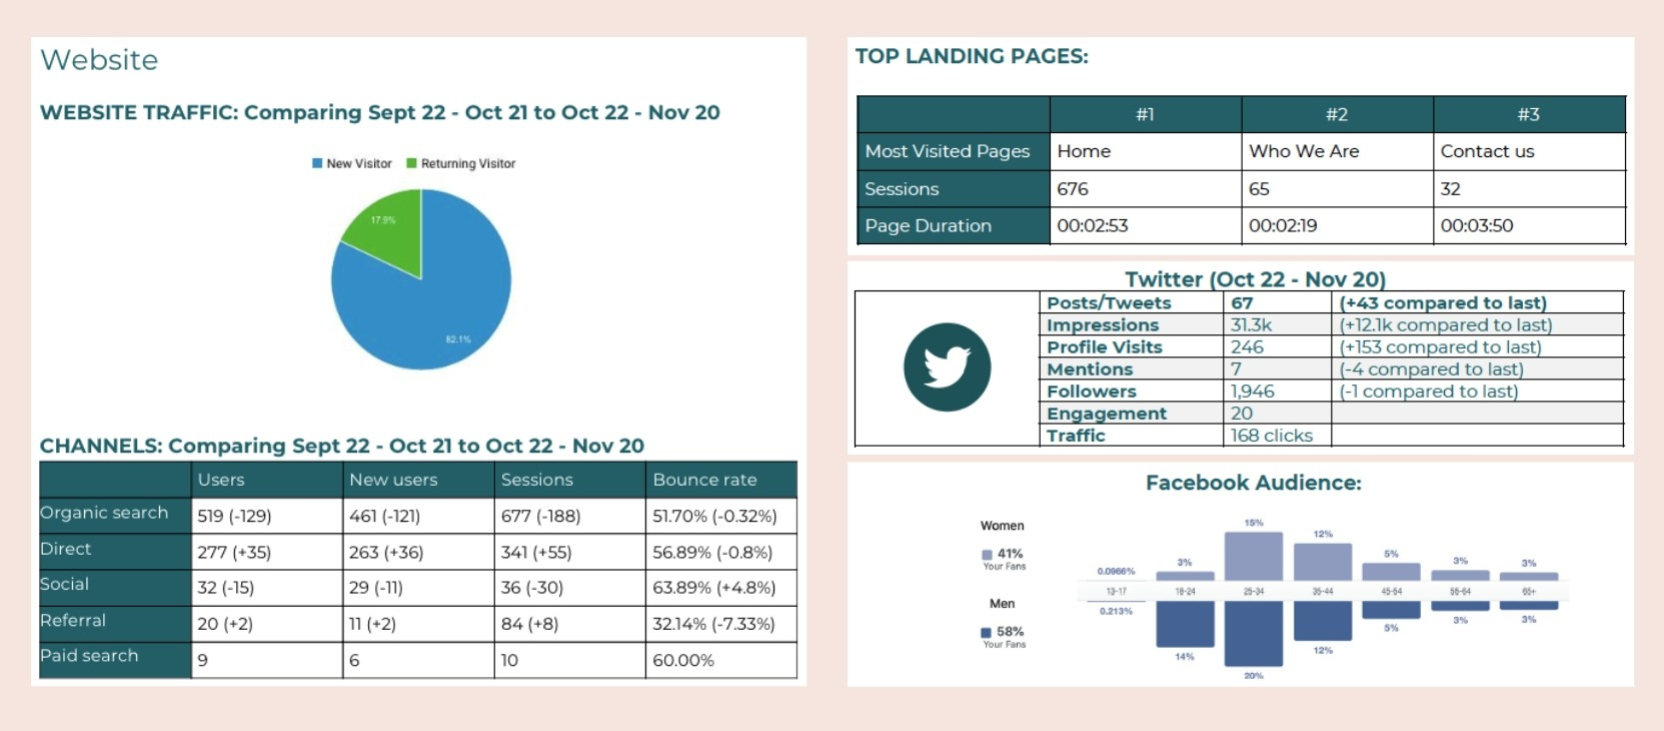 Website
WEBSITE TRAFFIC: Comparing Sept 22 - Oct 21 to Oct 22 - Nov 20
New Visitor Returning Visitor
17.9%
82.1%
CHANNELS: Comparing Sept 22 - Oct 21 to Oct 22 - Nov 20
Users New users Sessions Bounce rate
Organic search 519 (-129) 461 (-121) 677 (-188) 51.70% (-0.32%)
Direct 277 (+35) 263 (+36) 341 (+55) 56.89% (-0.8%)
Social 32 (-15) 29 (-11) 36 (-30) 63.89% (+4.8%)
Referral 20 (+2) 11 (+2) 84 (+8) 32.14% (-7.33%)
Paid search 9 6 10 60.00%
TOP LANDING PAGES:
#1 #2 #3
Most Visited Pages Home Who We Are Contact us
Sessions 676 65 32
Page Duration 00:02:53 00:02:19 00:03:50
Twitter (Oct 22 - Nov 20)
Posts/Tweets 67 (+43 compared to last)
Impressions 31.3k (+12.1k compared to last)
Profile Visits 246 (+153 compared to last)
Mentions 7 (-4 compared to last)
Followers 1,946 (-1 compared to last)
Engagement 20
Traffic 168 clicks
Facebook Audience:
Women
41%
Your Fans
Men
58%
Your Fans
0.0966% 3% 15% 12% 5% 3% 3%
13-17 18-24 25-34 35-44 45-54 55-64 65+
0.213% 14% 20% 12% 5% 3% 3%